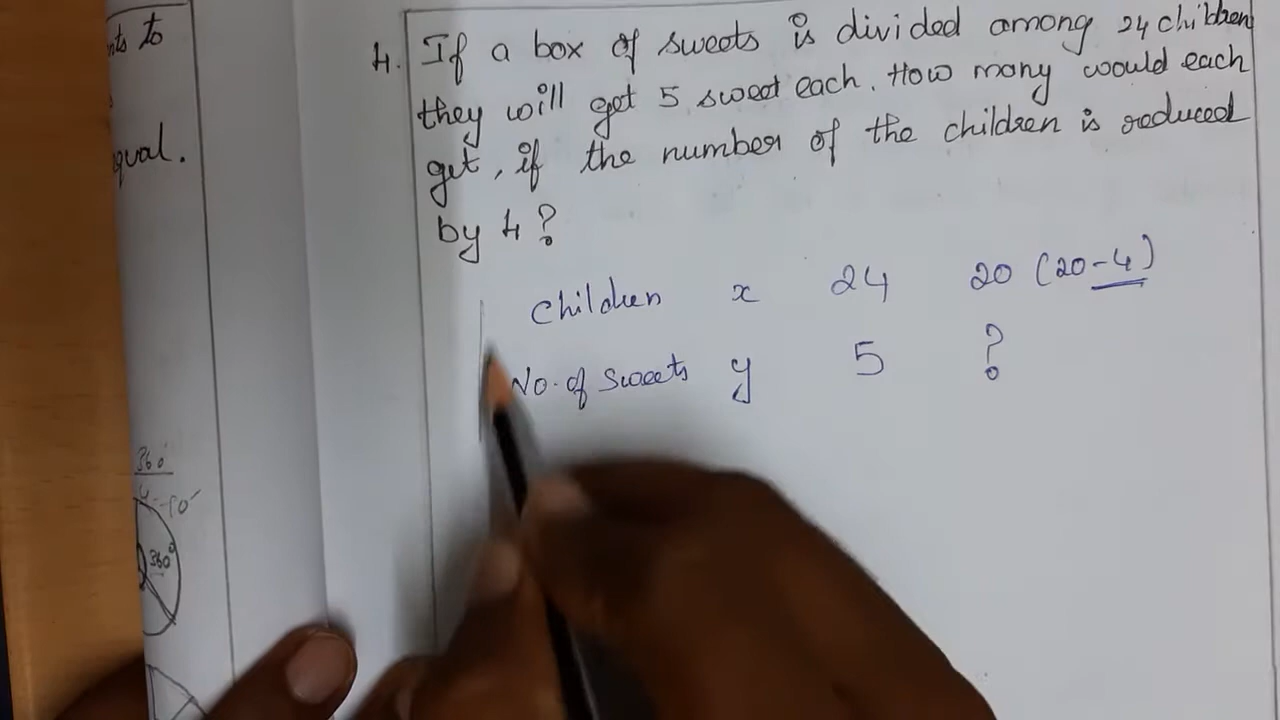 nts to
qual.
4. If a box of sweets is divided among 24 children
they will get 5 sweet each. How many would each
get, if the number of the children is reduced
by 4?
Children x 24 20 (20-4)
No. of Sweets y 5 ?
360°
360°